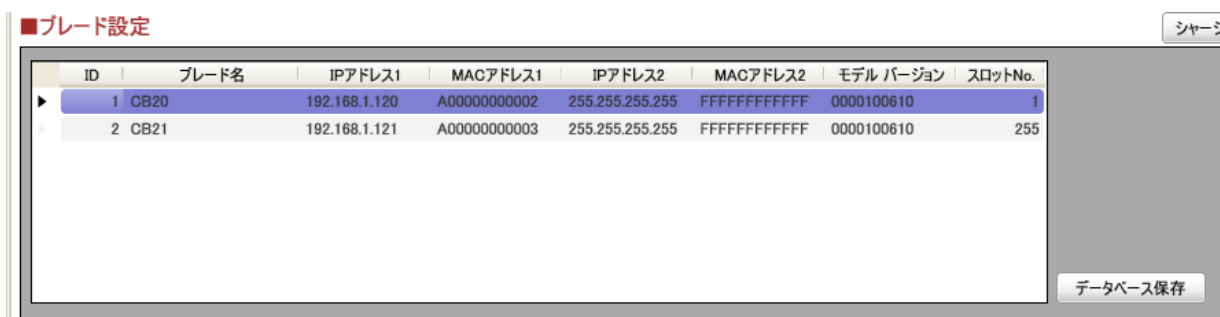 ■ブレード設定
シャーシ
ID ブレード名 IPアドレス1 MACアドレス1 IPアドレス2 MACアドレス2 モデル バージョン スロットNo.
1 CB20 192.168.1.120 A00000000002 255.255.255.255 FFFFFFFFFFFF 0000100610 1
2 CB21 192.168.1.121 A00000000003 255.255.255.255 FFFFFFFFFFFF 0000100610 255
データベース保存